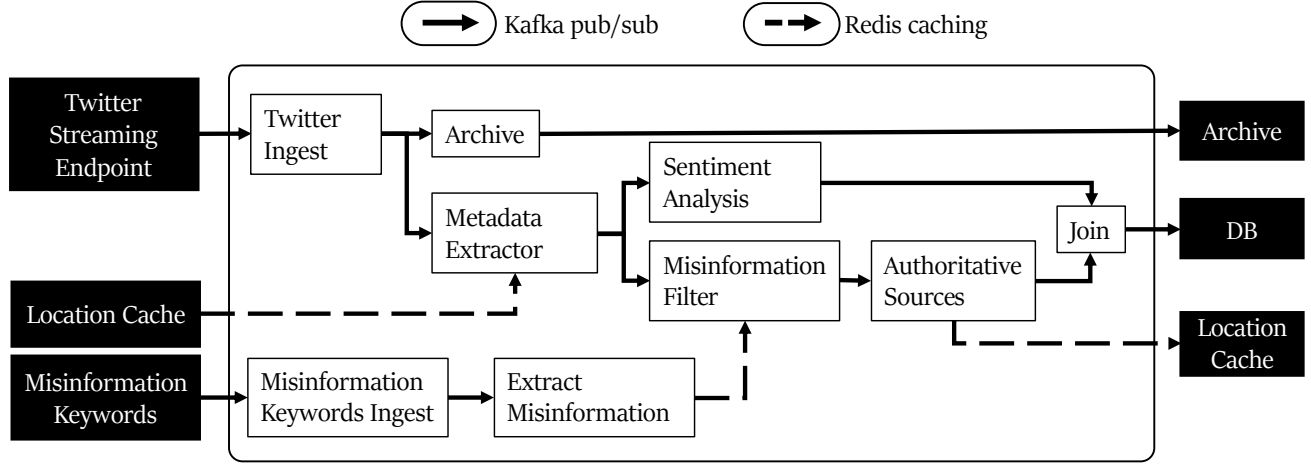 Kafka pub/sub
Redis caching
Twitter
Streaming
Endpoint
Twitter
Ingest
Archive
Archive
Sentiment
Analysis
Metadata
Extractor
Join
DB
Misinformation
Filter
Authoritative
Sources
Location Cache
Location
Cache
Misinformation
Keywords
Misinformation
Keywords Ingest
Extract
Misinformation